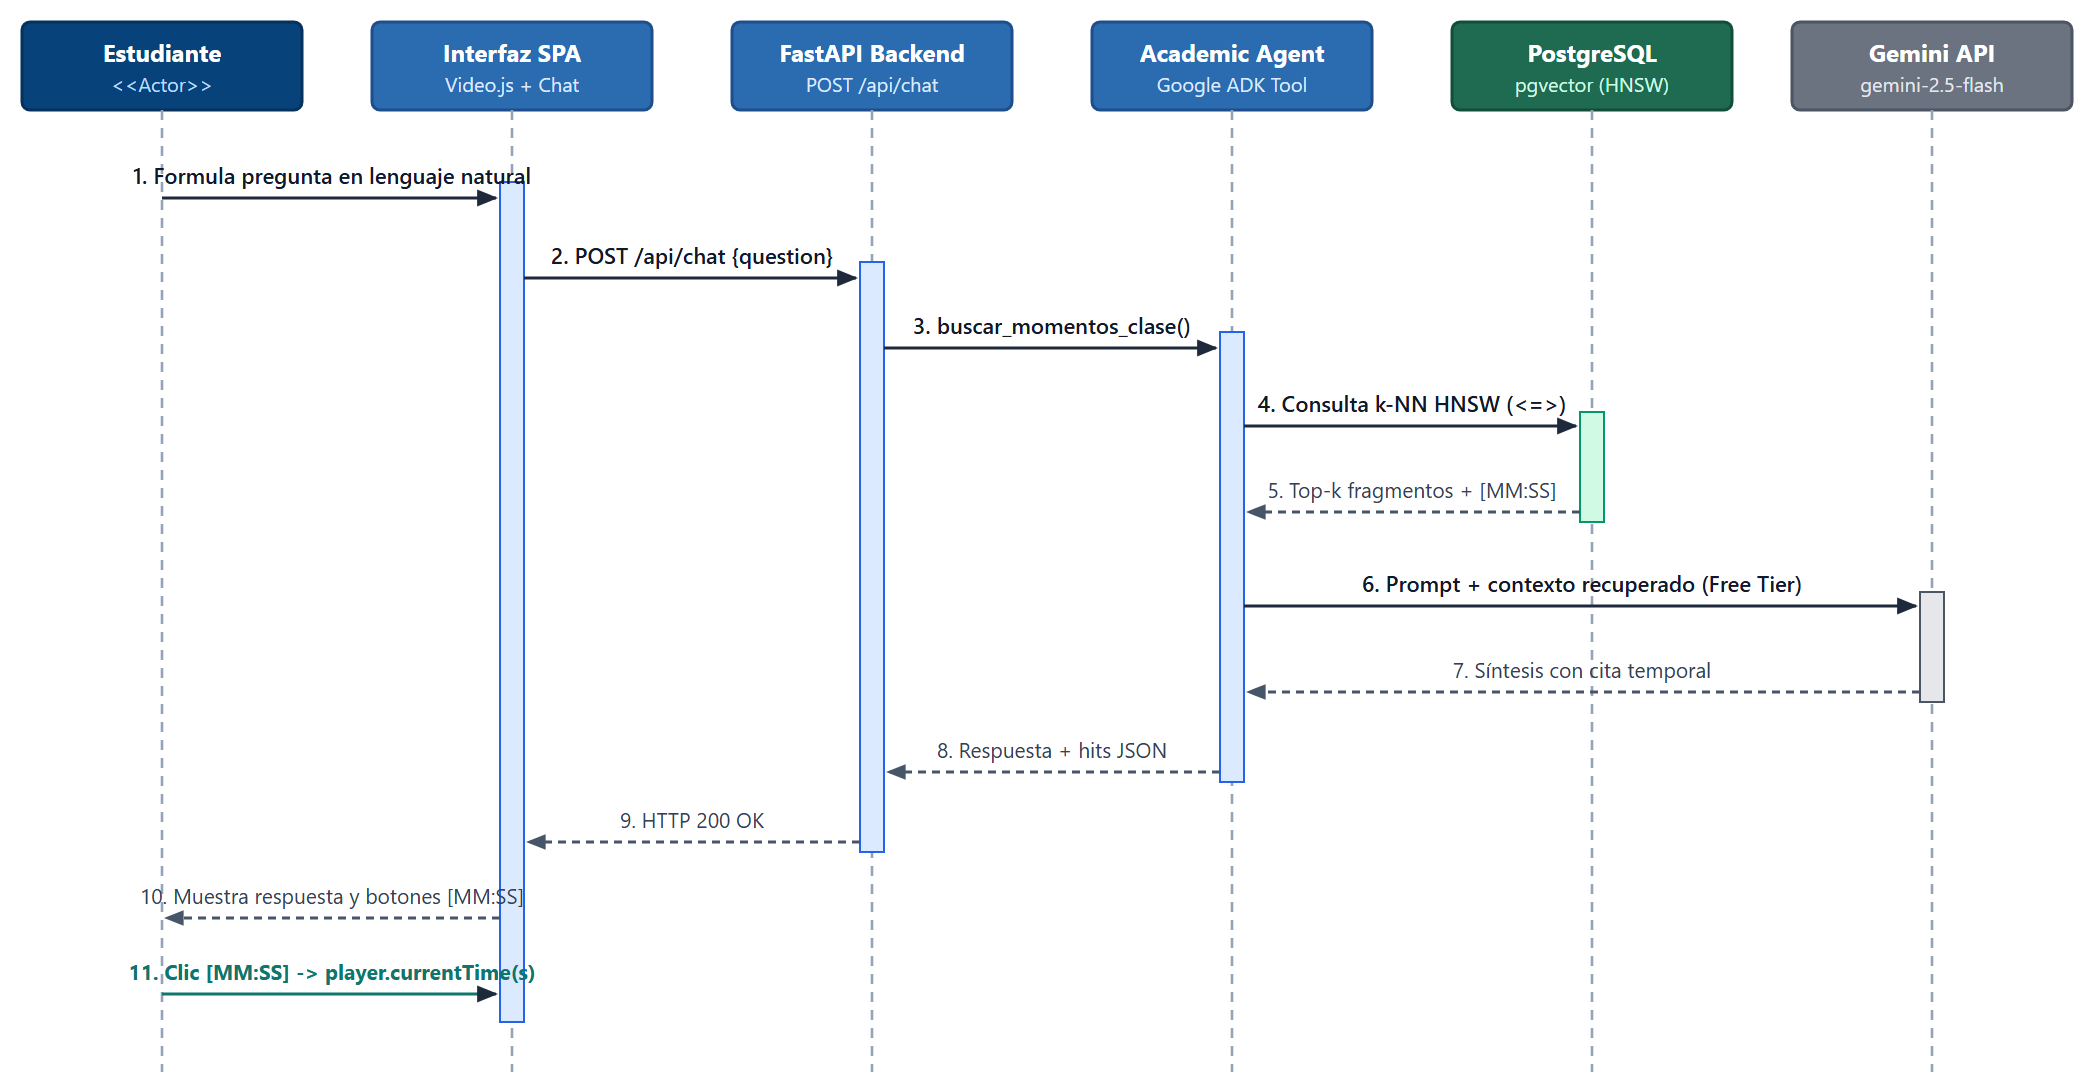 Estudiante
<<Actor>>
Interfaz SPA
Video.js + Chat
FastAPI Backend
POST /api/chat
Academic Agent
Google ADK Tool
PostgreSQL
pgvector (HNSW)
Gemini API
gemini-2.5-flash
1. Formula pregunta en lenguaje natural
2. POST /api/chat {question}
3. buscar_momentos_clase()
4. Consulta k-NN HNSW (<=>)
5. Top-k fragmentos + [MM:SS]
6. Prompt + contexto recuperado (Free Tier)
7. Síntesis con cita temporal
8. Respuesta + hits JSON
9. HTTP 200 OK
10. Muestra respuesta y botones [MM:SS]
11. Clic [MM:SS] -> player.currentTime(s)